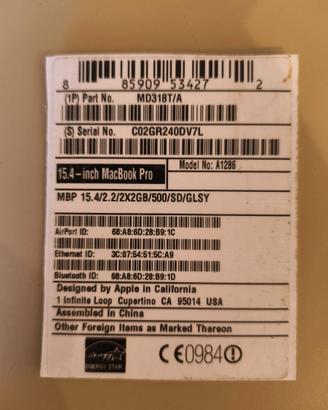 8 85909 53427 2
(1P) Part No. MD318T/A
(S) Serial No. C02GR240DV7L
15.4-inch MacBook Pro Model No: A1286
MBP 15.4/2.2/2X2GB/500/SD/GLSY
AirPort ID: 68:A8:6D:28:B9:1C
Ethernet ID: 3C:07:54:51:5C:A9
Bluetooth ID: 68:A8:6D:28:B9:1D
Designed by Apple in California
1 Infinite Loop Cupertino CA 95014 USA
Assembled In China
Other Foreign Items as Marked Thereon
ENERGY STAR
CE0984